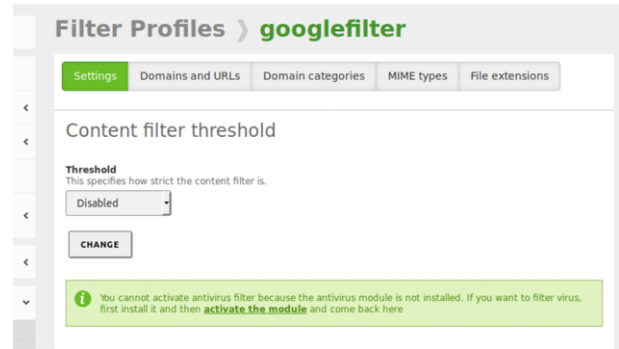 Filter Profiles ❭ googlefilter
Settings Domains and URLs Domain categories MIME types File extensions
Content filter threshold
Threshold
This specifies how strict the content filter is.
Disabled
CHANGE
You cannot activate antivirus filter because the antivirus module is not installed. If you want to filter virus,
first install it and then activate the module and come back here